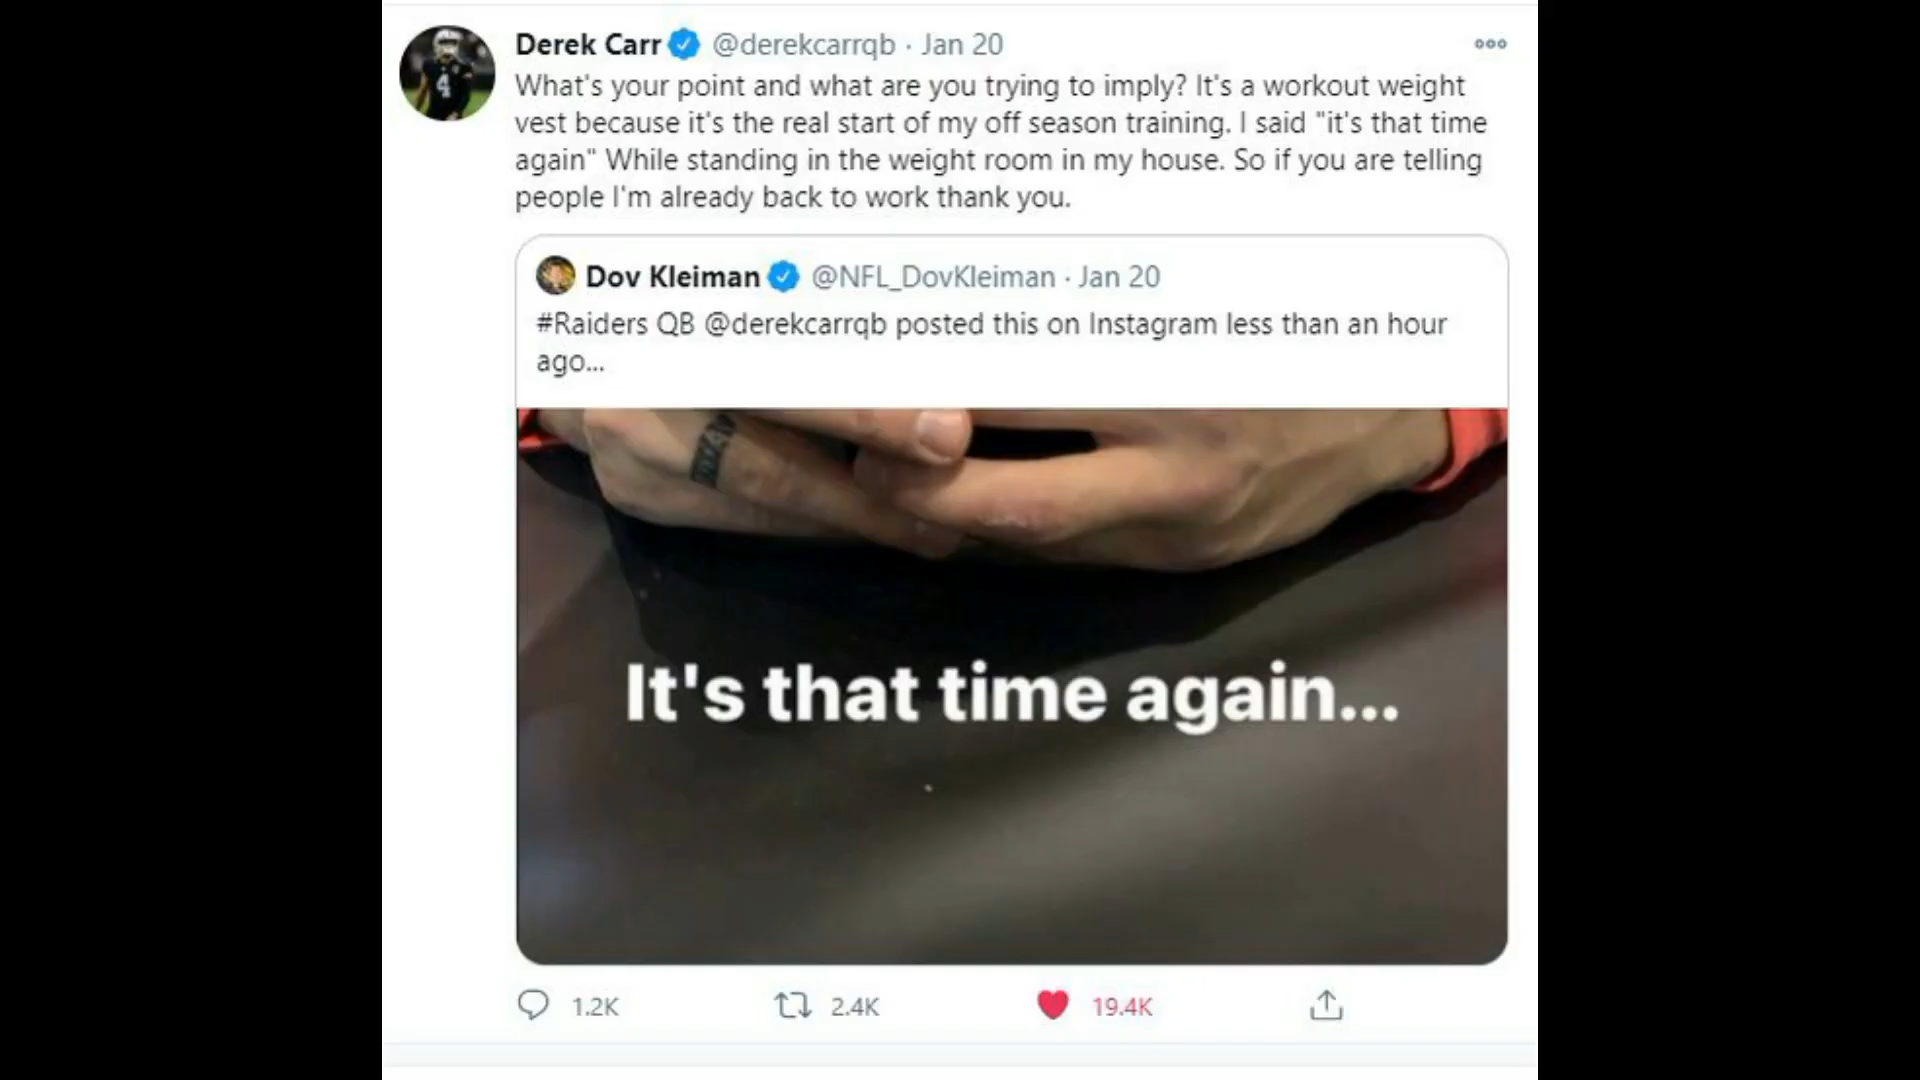 Derek Carr @derekcarrqb · Jan 20
What's your point and what are you trying to imply? It's a workout weight
vest because it's the real start of my off season training. I said "it's that time
again" While standing in the weight room in my house. So if you are telling
people I'm already back to work thank you.
Dov Kleiman @NFL_DovKleiman · Jan 20
#Raiders QB @derekcarrqb posted this on Instagram less than an hour
ago...
It's that time again...
1.2K 2.4K 19.4K